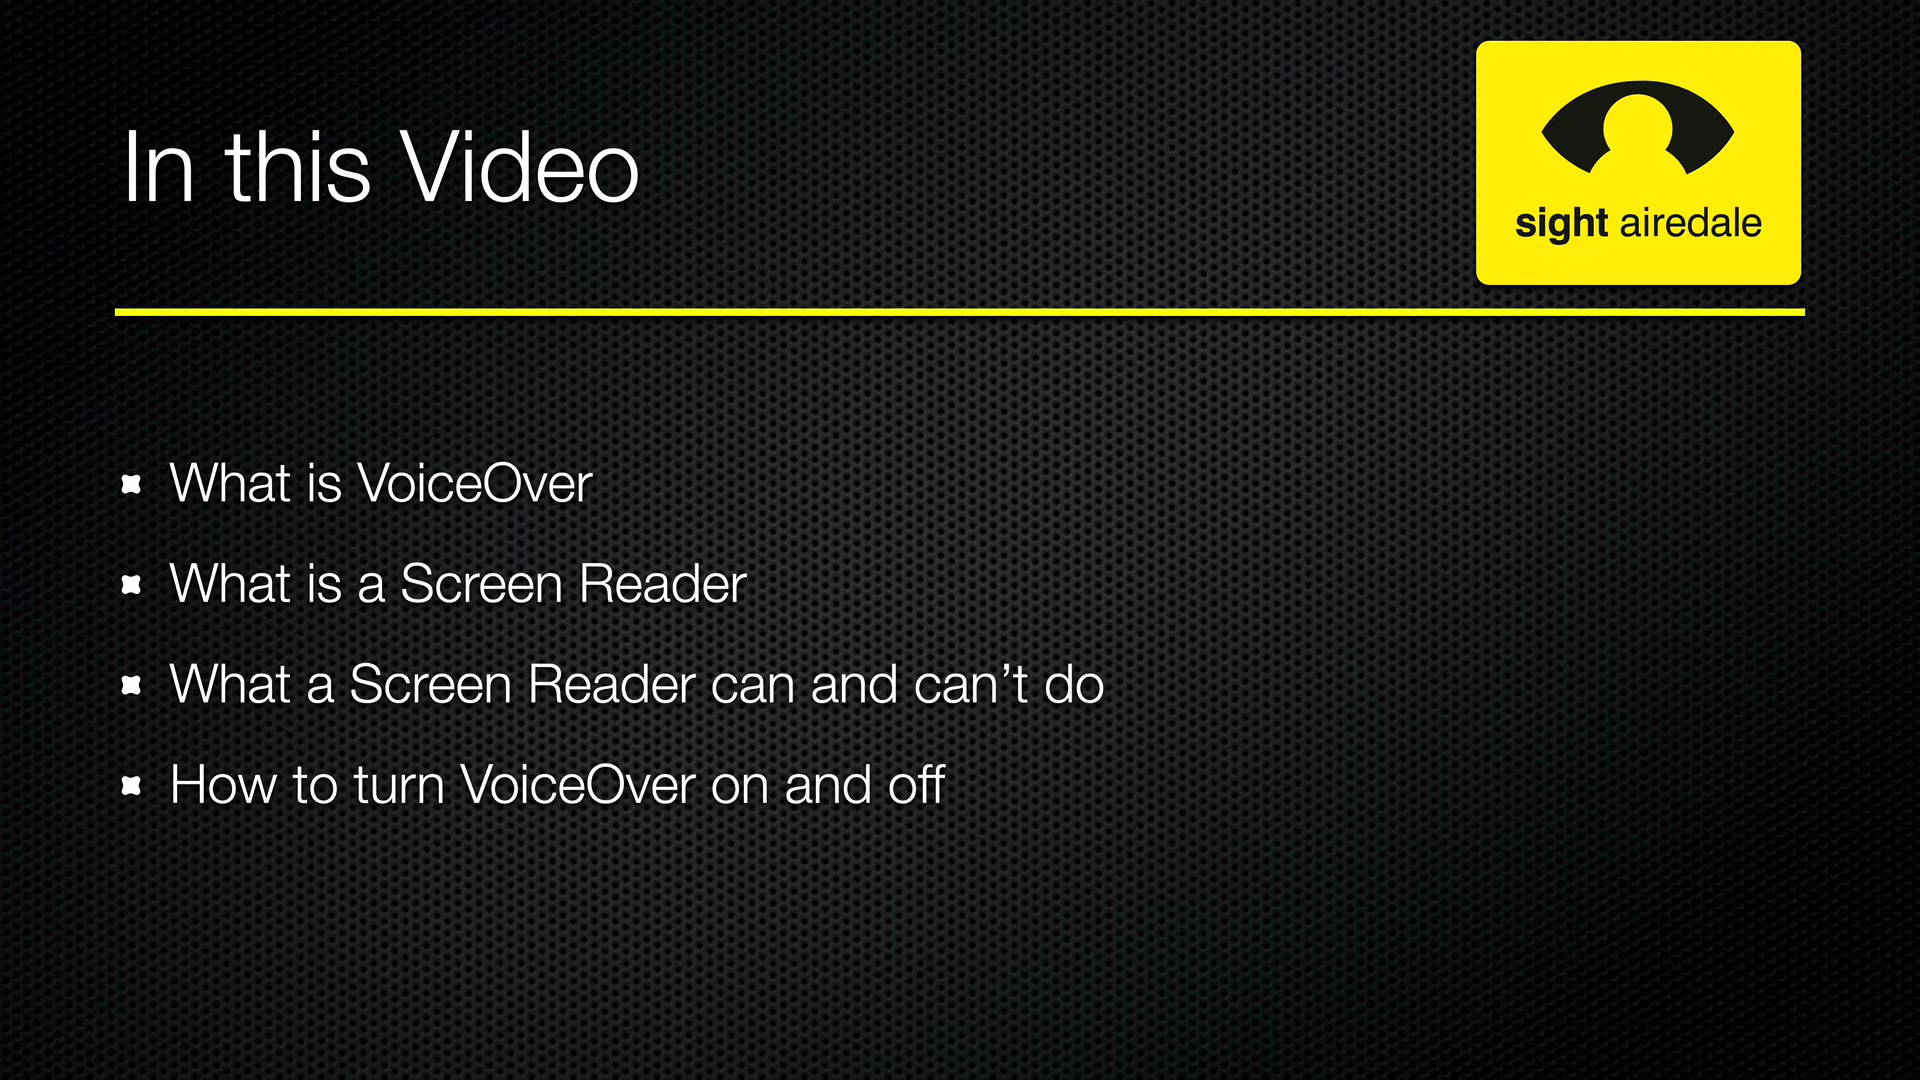 In this Video
sight airedale
What is VoiceOver
What is a Screen Reader
What a Screen Reader can and can’t do
How to turn VoiceOver on and off